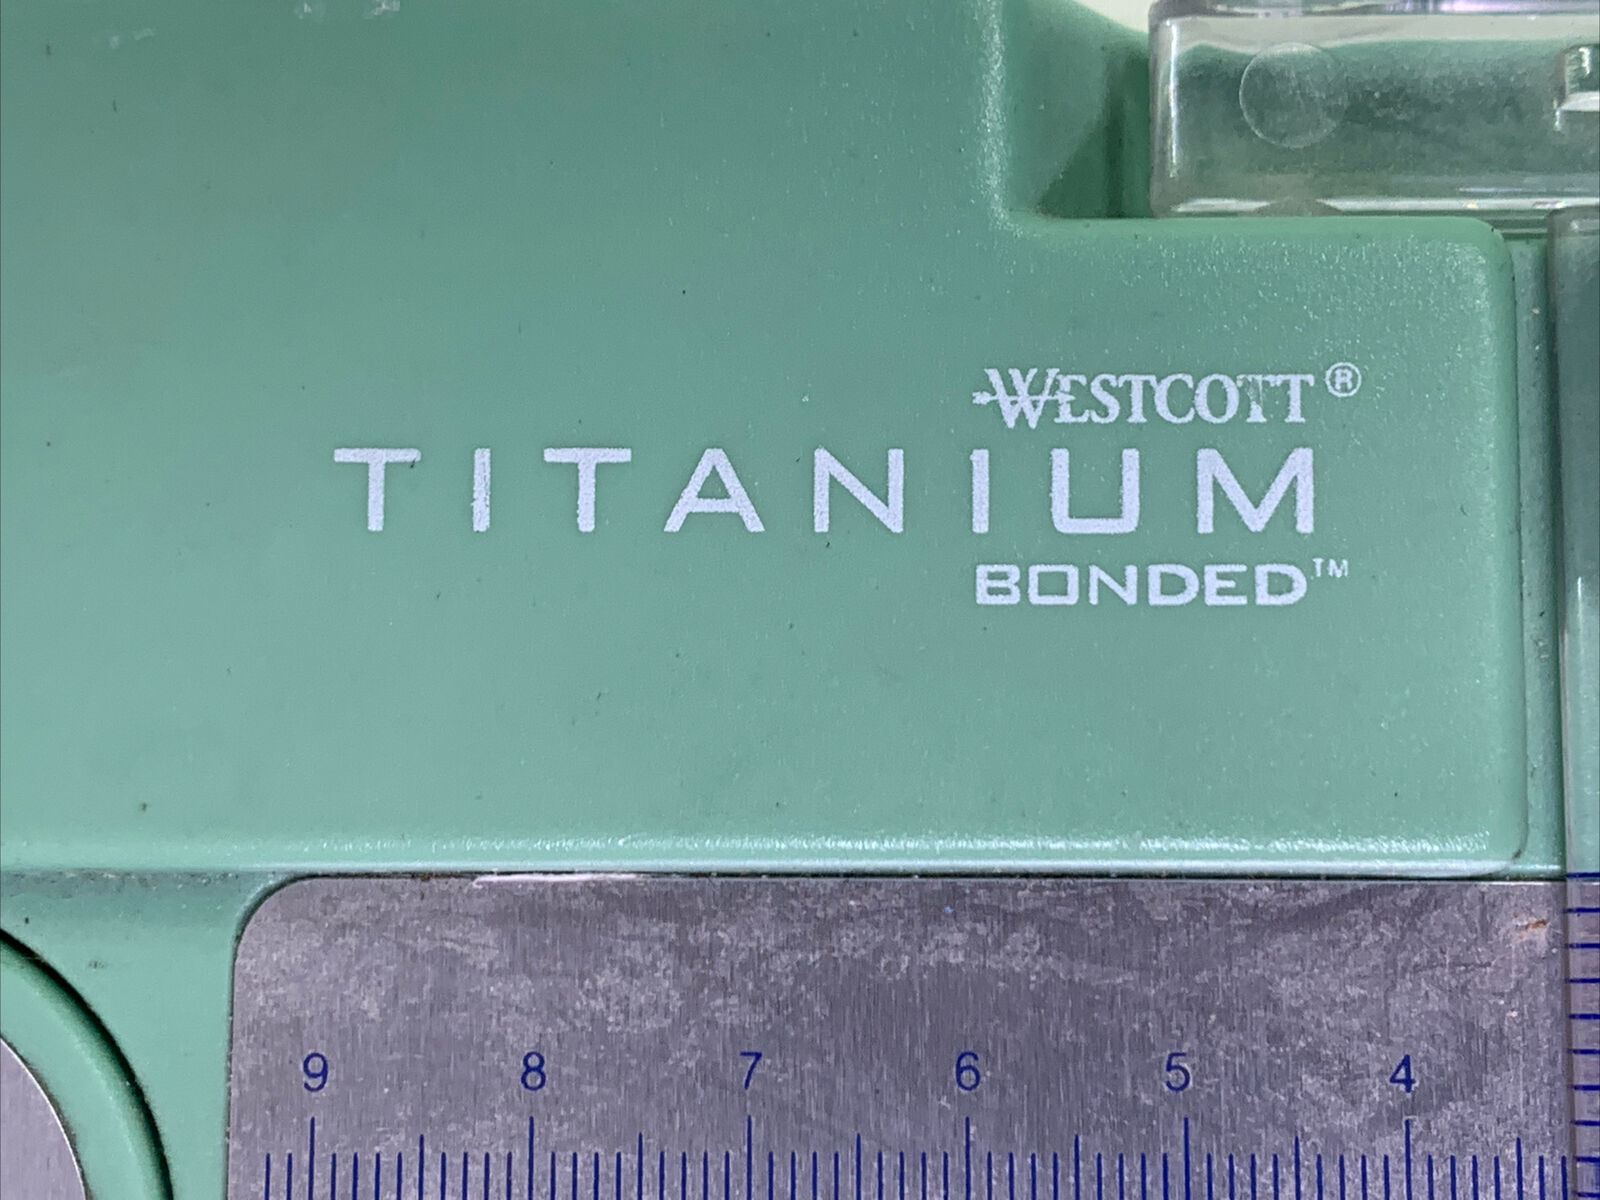 WESTCOTT®
TITANIUM
BONDED™
9 8 7 6 5 4